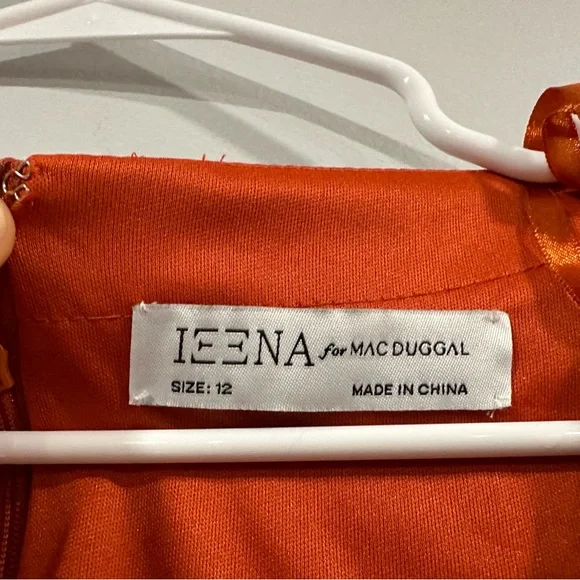 IEENA for MAC DUGGAL
SIZE: 12 MADE IN CHINA